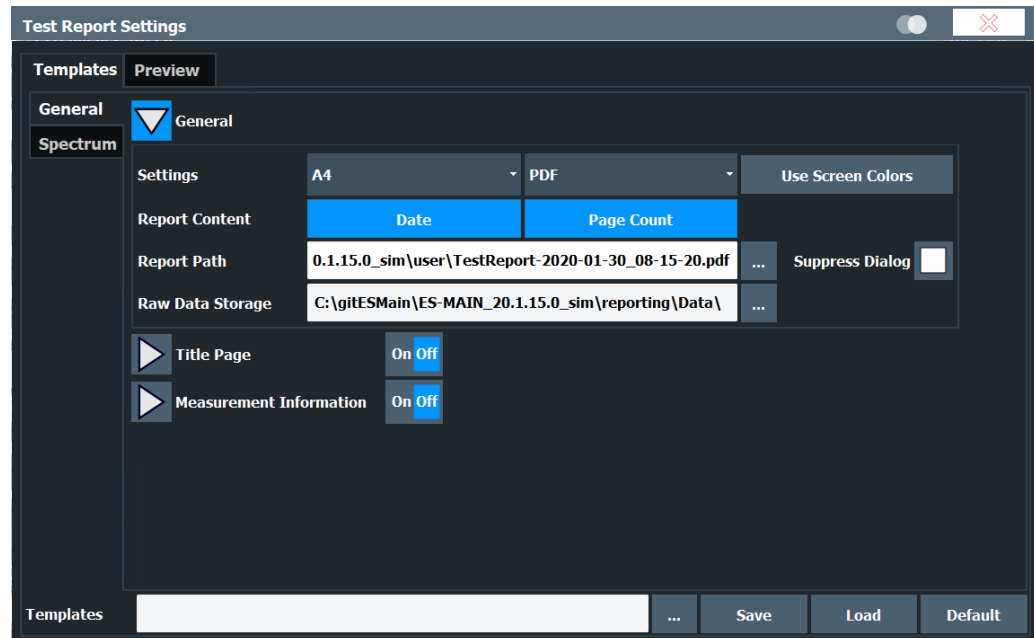 Test Report Settings
Templates Preview
General
Spectrum
General
Settings A4 PDF Use Screen Colors
Report Content Date Page Count
Report Path 0.1.15.0_sim\user\TestReport-2020-01-30_08-15-20.pdf ... Suppress Dialog
Raw Data Storage C:\gitESMain\ES-MAIN_20.1.15.0_sim\reporting\Data\ ...
Title Page On Off
Measurement Information On Off
Templates ... Save Load Default